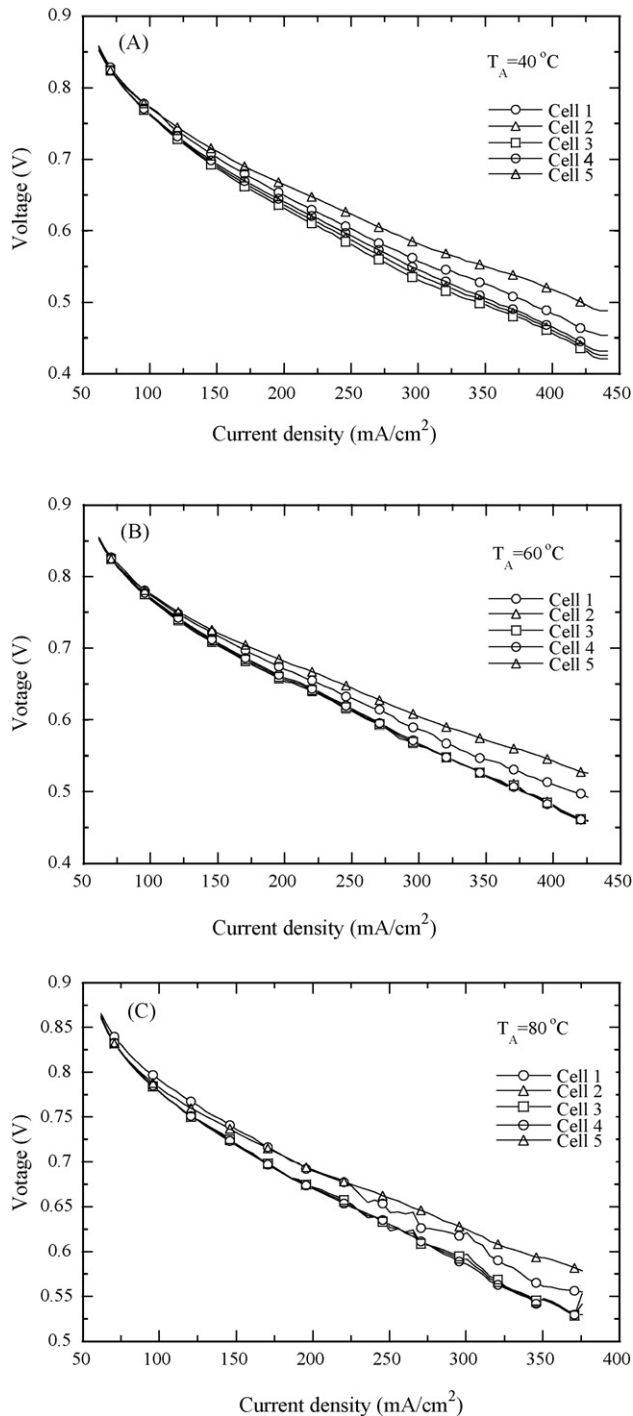 (A)
T_A=40 °C
Cell 1
Cell 2
Cell 3
Cell 4
Cell 5
Voltage (V)
0.9
0.8
0.7
0.6
0.5
0.4
50 100 150 200 250 300 350 400 450
Current density (mA/cm²)
(B)
T_A=60 °C
Cell 1
Cell 2
Cell 3
Cell 4
Cell 5
Votage (V)
0.9
0.8
0.7
0.6
0.5
0.4
50 100 150 200 250 300 350 400 450
Current density (mA/cm²)
(C)
T_A=80 °C
Cell 1
Cell 2
Cell 3
Cell 4
Cell 5
Votage (V)
0.9
0.85
0.8
0.75
0.7
0.65
0.6
0.55
0.5
50 100 150 200 250 300 350 400
Current density (mA/cm²)